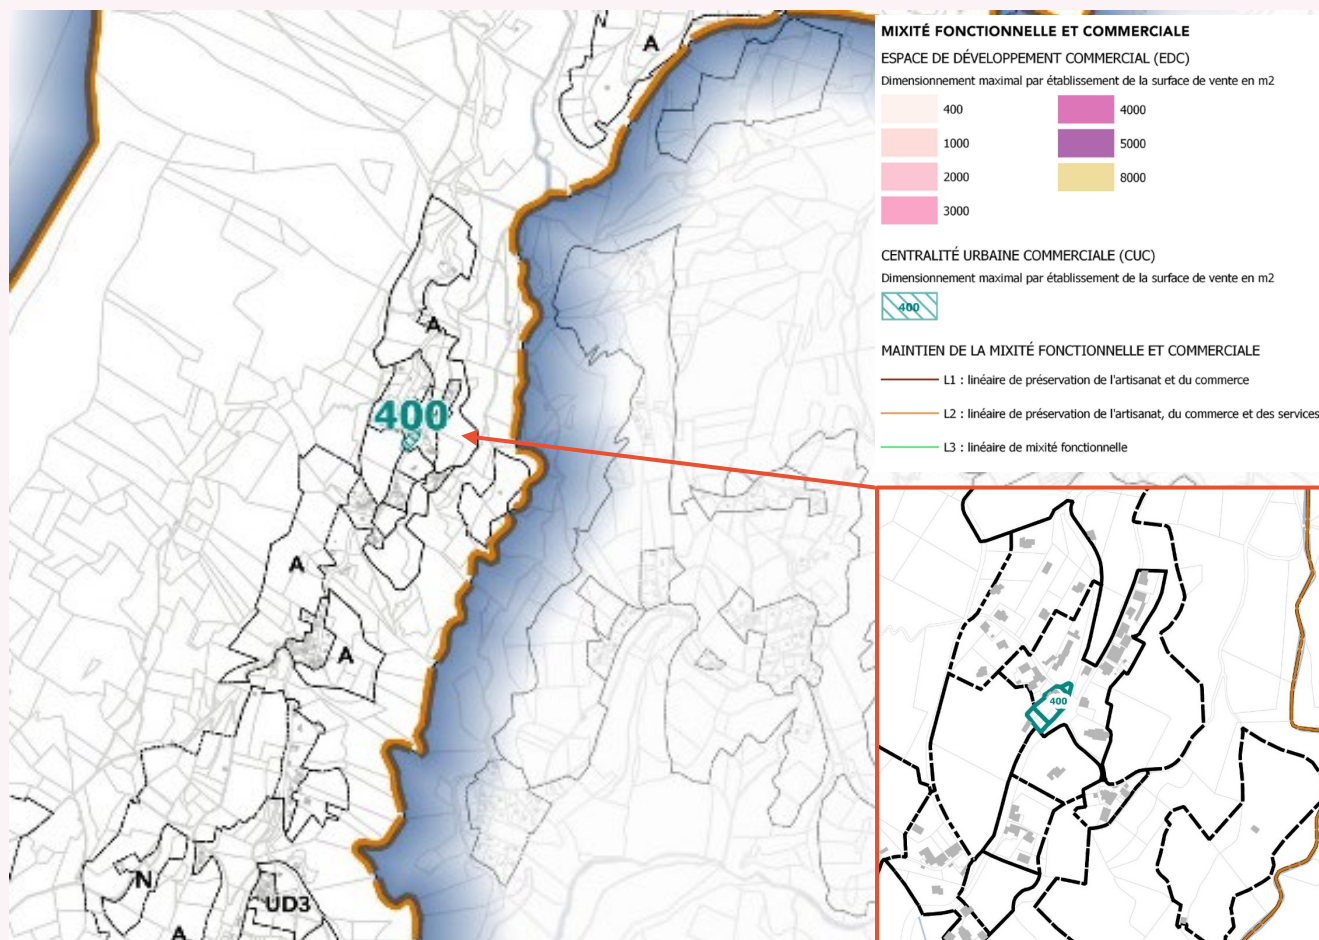 N
A
A
400
A
A
N
UD3
A
MIXITÉ FONCTIONNELLE ET COMMERCIALE
ESPACE DE DÉVELOPPEMENT COMMERCIAL (EDC)
Dimensionnement maximal par établissement de la surface de vente en m2
400
4000
1000
5000
2000
8000
3000
CENTRALITÉ URBAINE COMMERCIALE (CUC)
Dimensionnement maximal par établissement de la surface de vente en m2
400
MAINTIEN DE LA MIXITÉ FONCTIONNELLE ET COMMERCIALE
L1 : linéaire de préservation de l'artisanat et du commerce
L2 : linéaire de préservation de l'artisanat, du commerce et des services
L3 : linéaire de mixité fonctionnelle
400